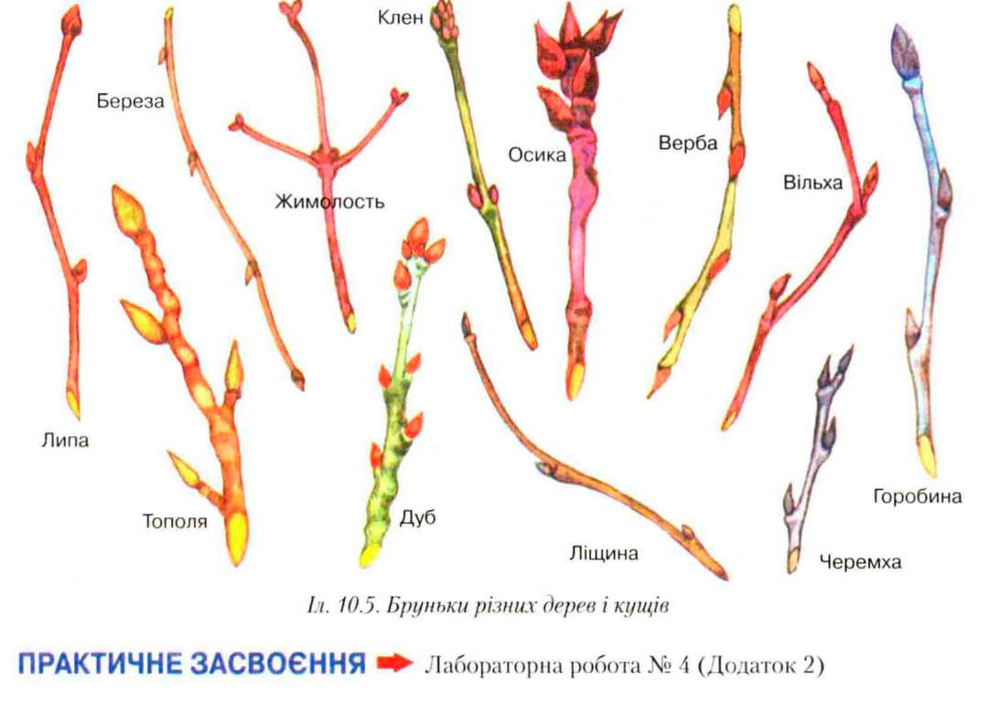 Клен
Береза
Осика
Верба
Вільха
Жимолость
Липа
Тополя
Дуб
Ліщина
Горобина
Черемха
Іл. 10.5. Бруньки різних дерев і кущів
ПРАКТИЧНЕ ЗАСВОЄННЯ Лабораторна робота № 4 (Додаток 2)